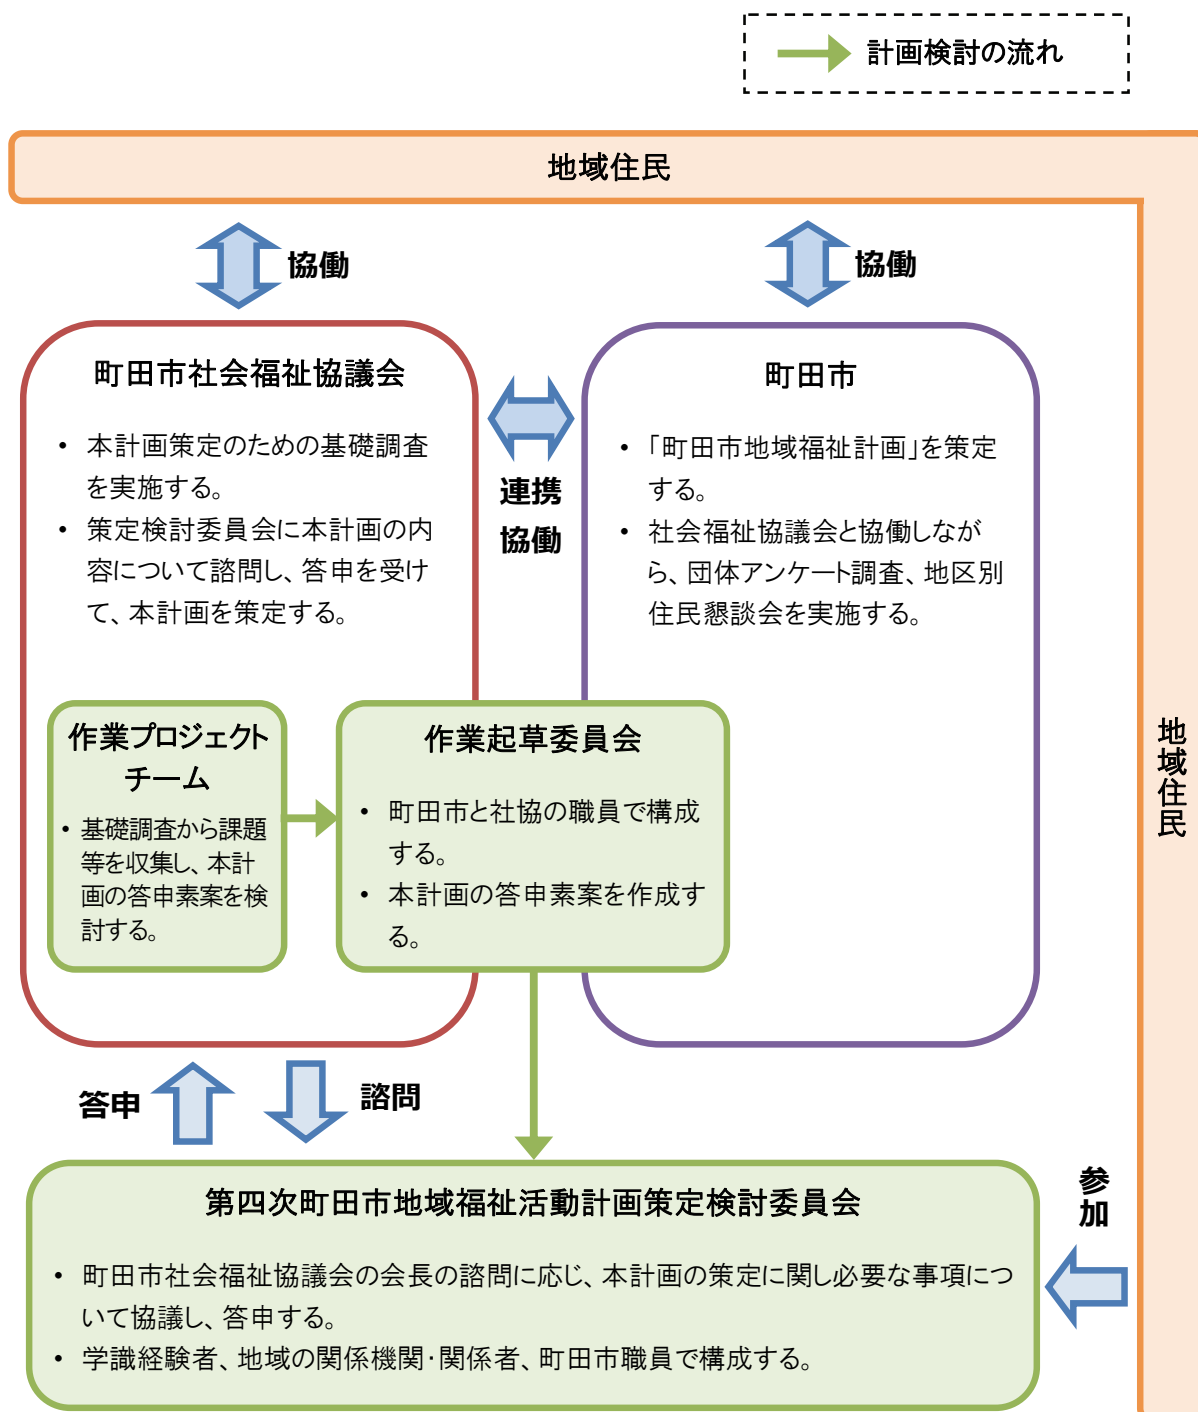 計画検討の流れ
地域住民
協働
協働
町田市社会福祉協議会
• 本計画策定のための基礎調査
を実施する。
• 策定検討委員会に本計画の内
容について諮問し、答申を受け
て、本計画を策定する。
連携
協働
町田市
• 「町田市地域福祉計画」を策定
する。
• 社会福祉協議会と協働しなが
ら、団体アンケート調査、地区別
住民懇談会を実施する。
作業プロジェクト
チーム
• 基礎調査から課題
等を収集し、本計
画の答申素案を検
討する。
作業起草委員会
• 町田市と社協の職員で構成
する。
• 本計画の答申素案を作成す
る。
地域住民
答申
諮問
第四次町田市地域福祉活動計画策定検討委員会
• 町田市社会福祉協議会の会長の諮問に応じ、本計画の策定に関し必要な事項につ
いて協議し、答申する。
• 学識経験者、地域の関係機関・関係者、町田市職員で構成する。
参加